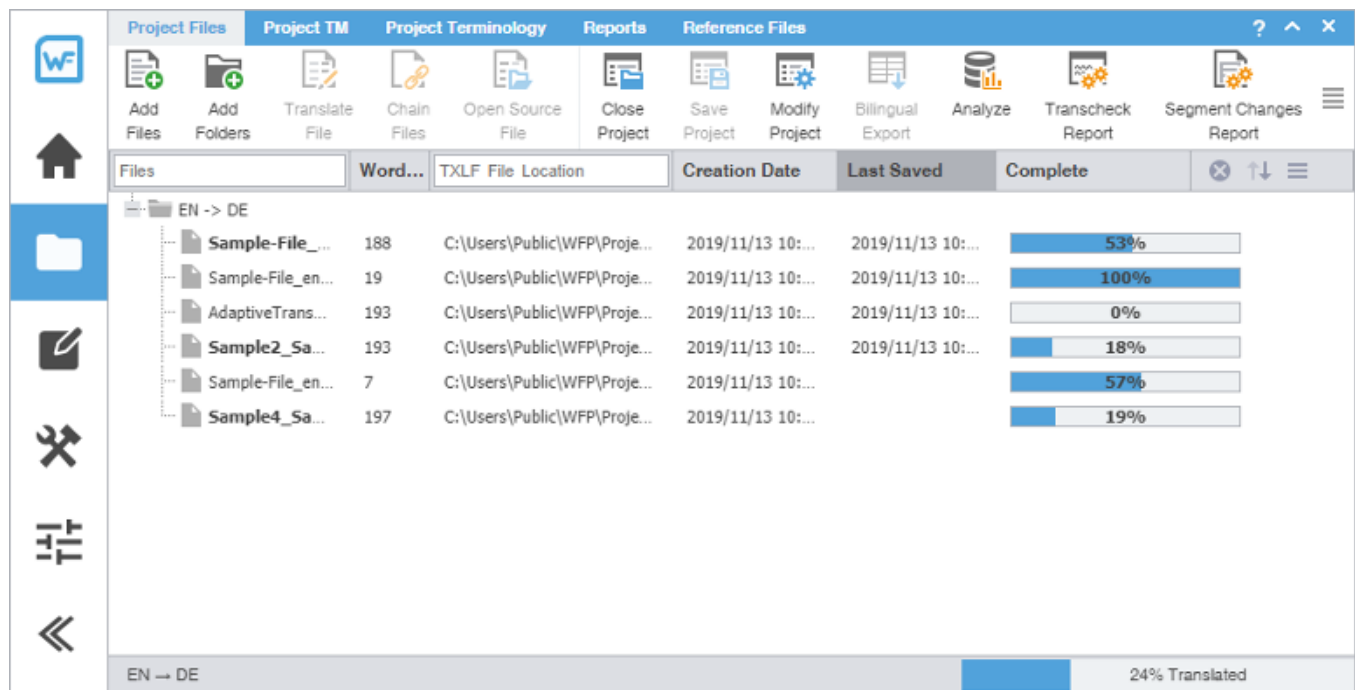 Project Files Project TM Project Terminology Reports Reference Files ?
WF
Add Files Add Folders Translate File Chain Files Open Source File Close Project Save Project Modify Project Bilingual Export Analyze Transcheck Report Segment Changes Report
Files Word... TXLF File Location Creation Date Last Saved Complete
EN -> DE
Sample-File_... 188 C:\Users\Public\WFP\Proje... 2019/11/13 10:... 2019/11/13 10:... 53%
Sample-File_en... 19 C:\Users\Public\WFP\Proje... 2019/11/13 10:... 2019/11/13 10:... 100%
AdaptiveTrans... 193 C:\Users\Public\WFP\Proje... 2019/11/13 10:... 2019/11/13 10:... 0%
Sample2_Sa... 193 C:\Users\Public\WFP\Proje... 2019/11/13 10:... 2019/11/13 10:... 18%
Sample-File_en... 7 C:\Users\Public\WFP\Proje... 2019/11/13 10:... 57%
Sample4_Sa... 197 C:\Users\Public\WFP\Proje... 2019/11/13 10:... 19%
EN → DE 24% Translated